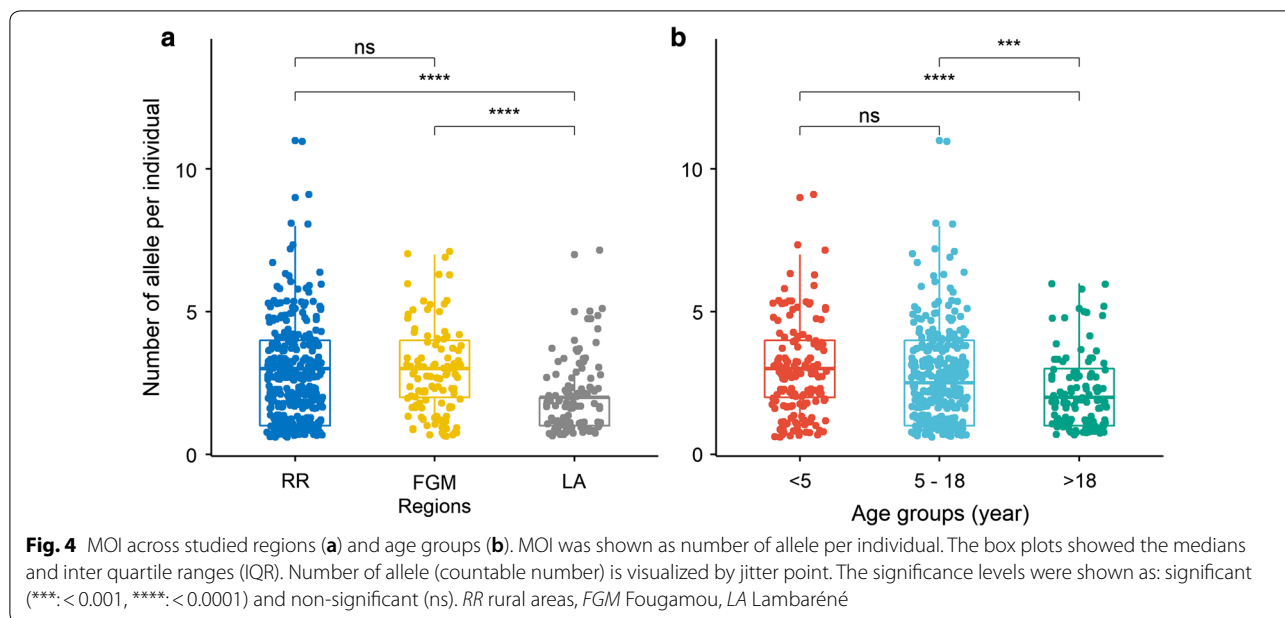 a
b
ns
****
****
***
****
ns
Number of allele per individual
10
5
0
RR
FGM
LA
Regions
10
5
0
<5
5 - 18
>18
Age groups (year)
Fig. 4 MOI across studied regions (a) and age groups (b). MOI was shown as number of allele per individual. The box plots showed the medians
and inter quartile ranges (IQR). Number of allele (countable number) is visualized by jitter point. The significance levels were shown as: significant
(***: < 0.001, ****: < 0.0001) and non-significant (ns). RR rural areas, FGM Fougamou, LA Lambaréné